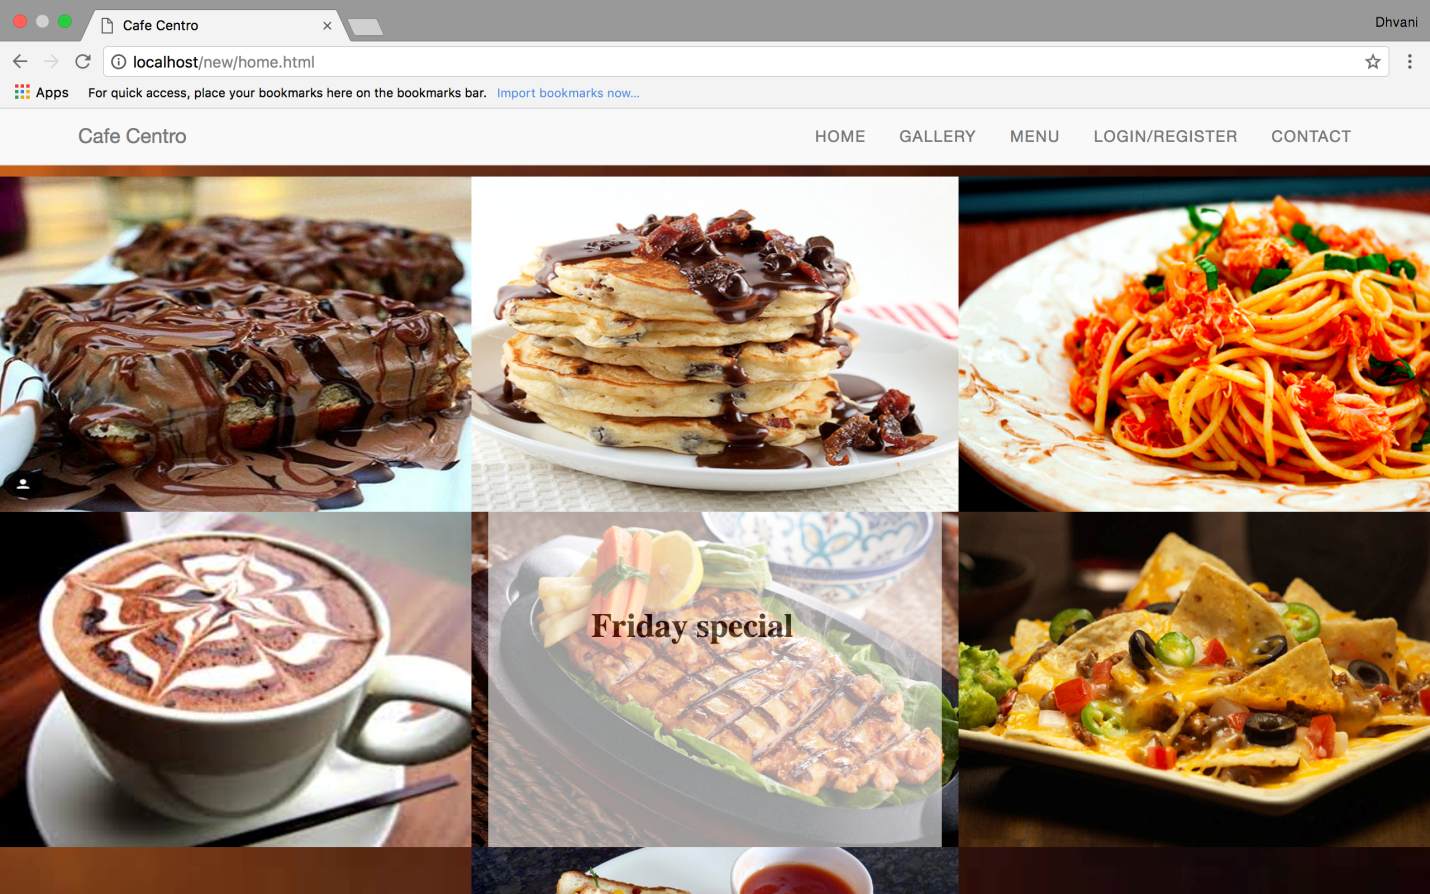 Cafe Centro
Dhvani
localhost/new/home.html
Apps
For quick access, place your bookmarks here on the bookmarks bar. Import bookmarks now...
Cafe Centro
HOME GALLERY MENU LOGIN/REGISTER CONTACT
Friday special